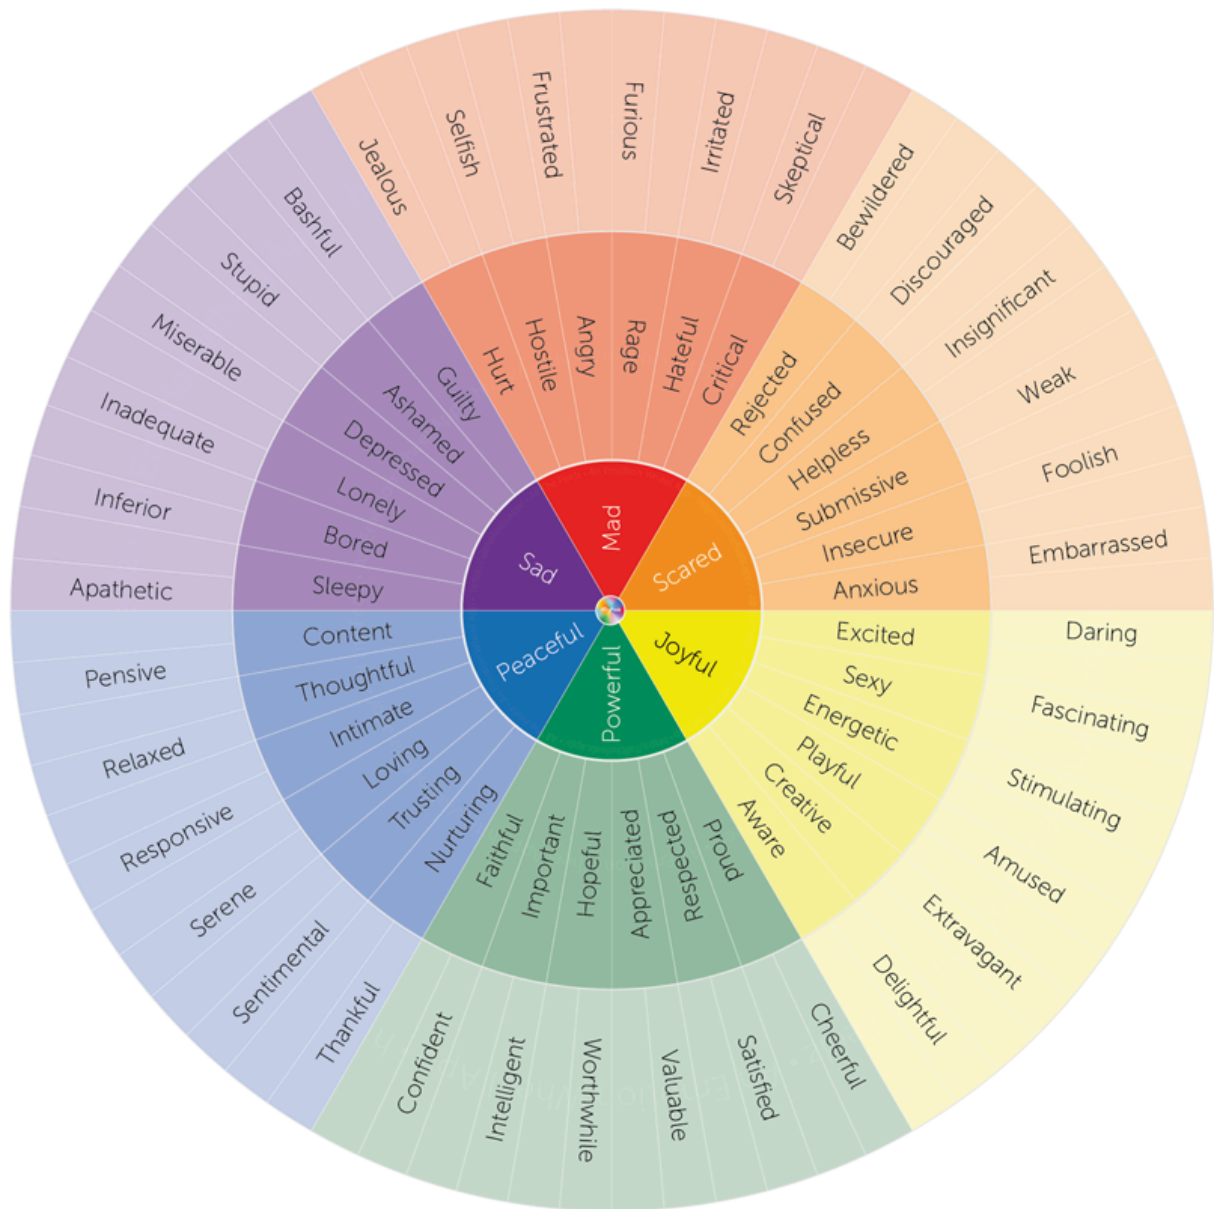 Mad
Scared
Joyful
Powerful
Peaceful
Sad
Hurt
Hostile
Angry
Rage
Hateful
Critical
Rejected
Confused
Helpless
Submissive
Insecure
Anxious
Excited
Sexy
Energetic
Playful
Creative
Aware
Proud
Respected
Appreciated
Hopeful
Important
Faithful
Nurturing
Trusting
Loving
Intimate
Thoughtful
Content
Sleepy
Bored
Lonely
Depressed
Ashamed
Guilty
Jealous
Selfish
Frustrated
Furious
Irritated
Skeptical
Bewildered
Discouraged
Insignificant
Weak
Foolish
Embarrassed
Daring
Fascinating
Stimulating
Amused
Extravagant
Delightful
Cheerful
Satisfied
Valuable
Worthwhile
Intelligent
Confident
Thankful
Sentimental
Serene
Responsive
Relaxed
Pensive
Apathetic
Inferior
Inadequate
Miserable
Stupid
Bashful